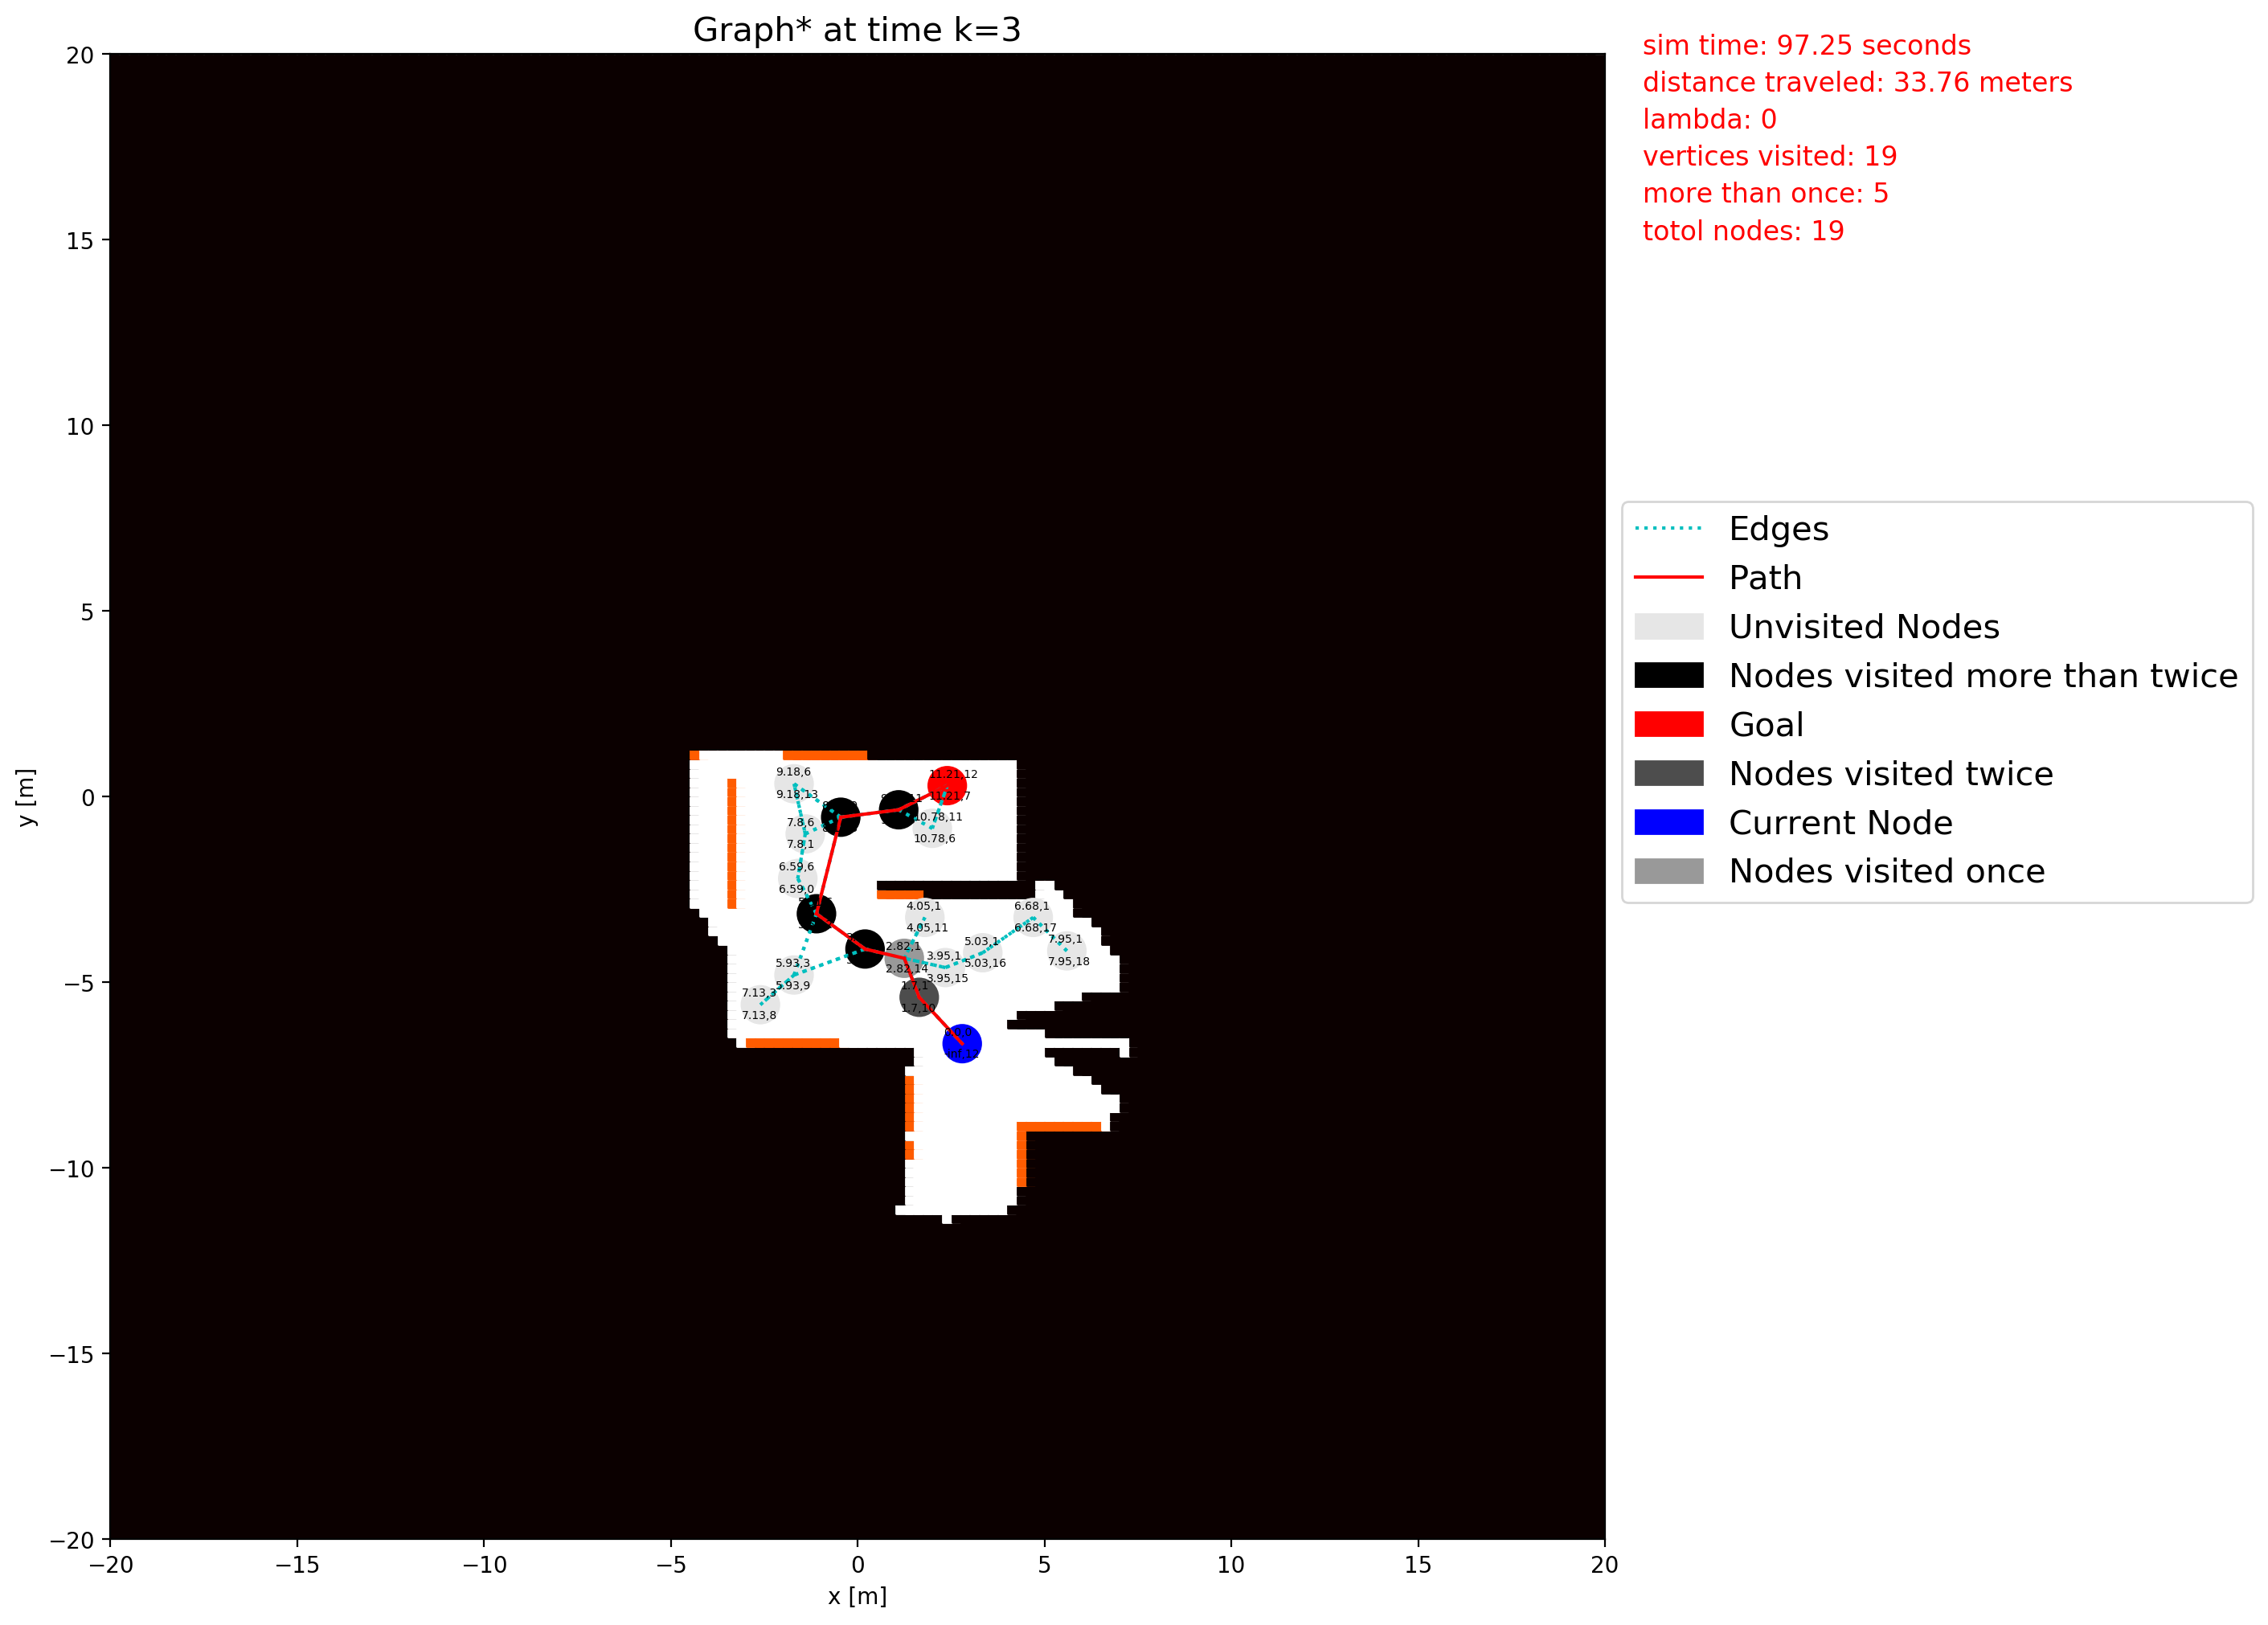 Graph* at time k=3
sim time: 97.25 seconds
distance traveled: 33.76 meters
lambda: 0
vertices visited: 19
more than once: 5
totol nodes: 19
Edges
Path
Unvisited Nodes
Nodes visited more than twice
Goal
Nodes visited twice
Current Node
Nodes visited once
y [m]
20
15
10
5
0
−5
−10
−15
−20
−20
−15
−10
−5
0
5
10
15
20
x [m]
9.18,6
9.18,13
11.21,12
11.21,7
10.78,11
10.78,6
7.8,6
7.8,1
6.59,6
6.59,0
4.05,1
4.05,11
6.68,1
6.68,17
2.82,1
2.82,14
3.95,1
3.95,15
5.03,1
5.03,16
7.95,1
7.95,18
5.93,3
5.93,9
7.13,3
7.13,8
1.7,1
1.7,10